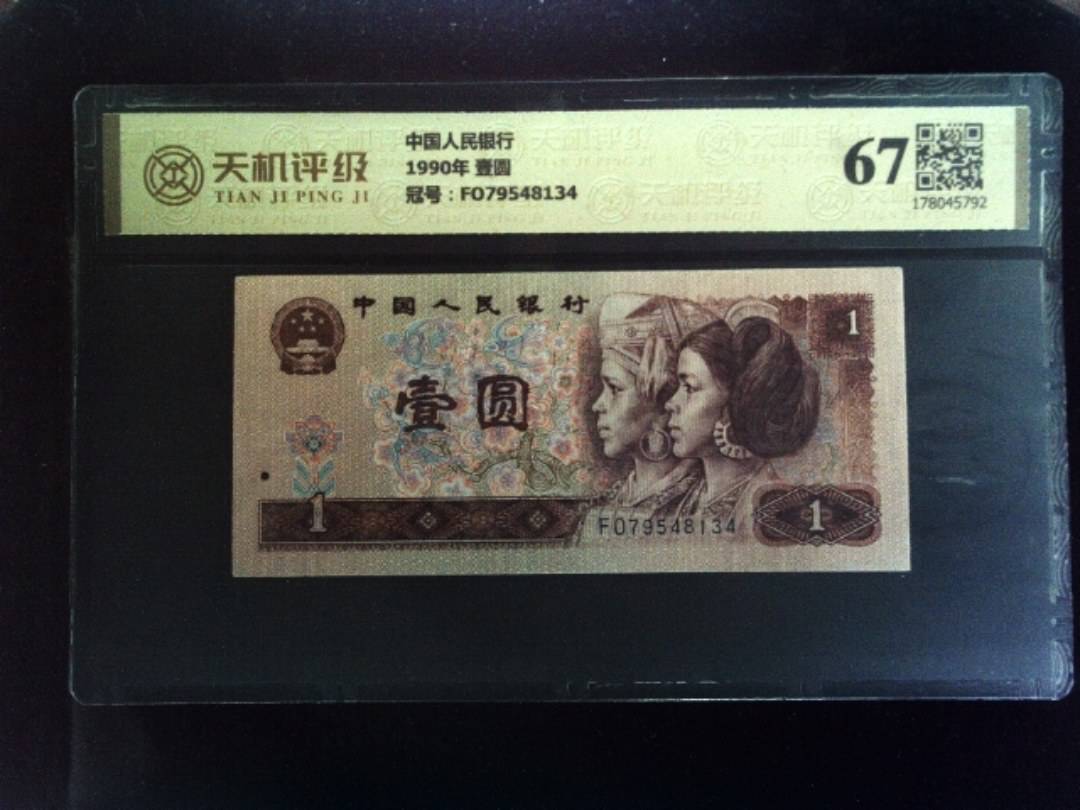 天机评级
TIAN JI PING JI
中国人民银行
1990年 壹圆
冠号：FO79548134
67
178045792
中国人民银行
1
壹圆
1
FO79548134
1